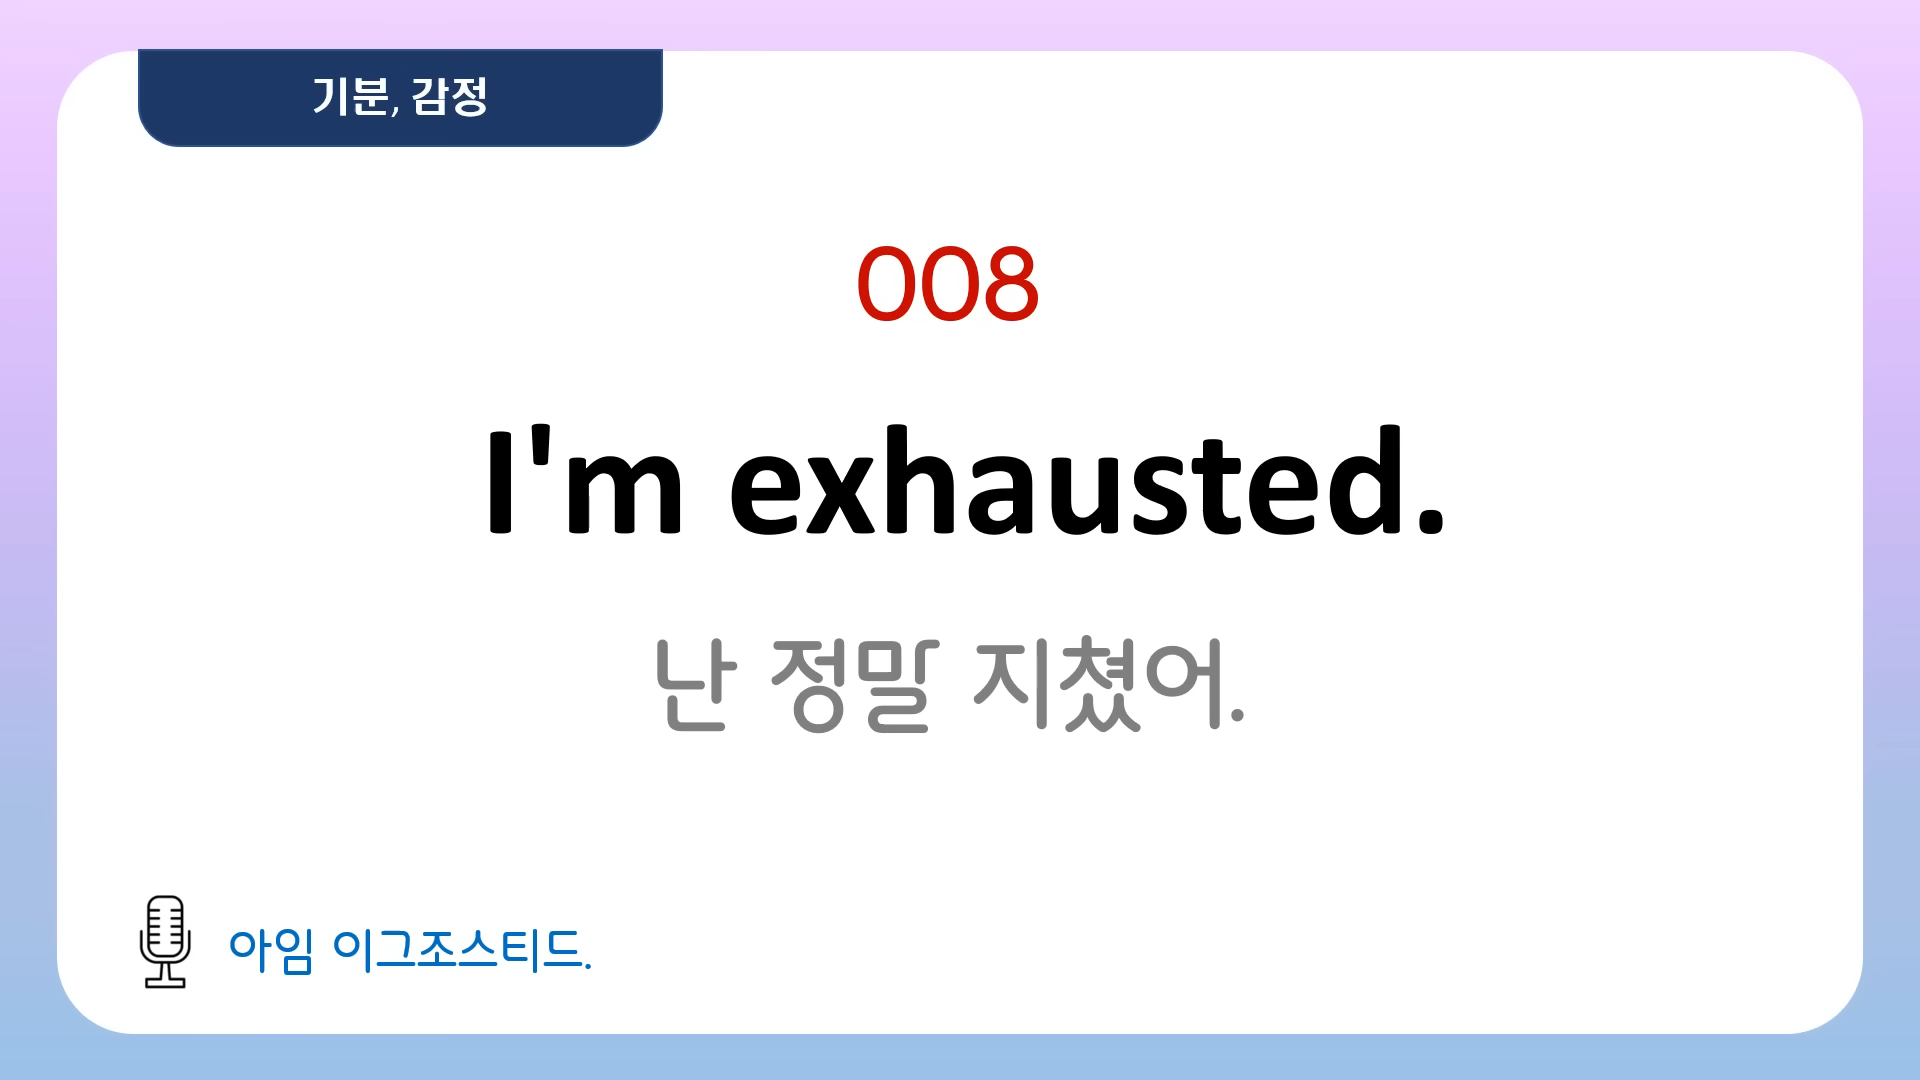 기분, 감정
008
I'm exhausted.
난 정말 지쳤어.
아임 이그조스티드.